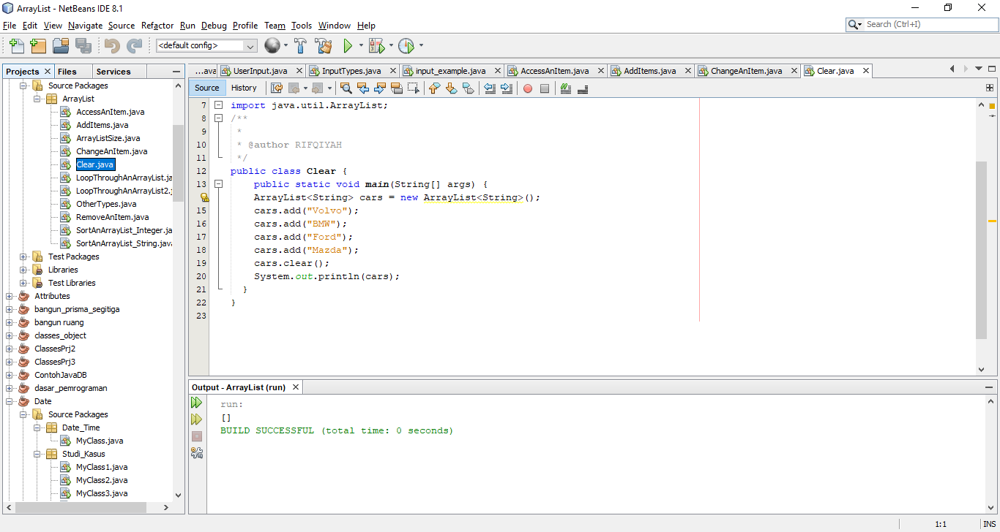 ArrayList - NetBeans IDE 8.1
File Edit View Navigate Source Refactor Run Debug Profile Team Tools Window Help
Search (Ctrl+I)
<default config>
Projects Files Services
Source Packages
ArrayList
AccessAnItem.java
AddItems.java
ArrayListSize.java
ChangeAnItem.java
Clear.java
LoopThroughAnArrayList.ja
LoopThroughAnArrayList2.j
OtherTypes.java
RemoveAnItem.java
SortAnArrayList_Integer.ja
SortAnArrayList_String.java
Test Packages
Libraries
Test Libraries
Attributes
bangun_prisma_segitiga
bangun ruang
classes_object
ClassesPrj2
ClassesPrj3
ContohJavaDB
dasar_pemrograman
Date
Source Packages
Date_Time
MyClass.java
Studi_Kasus
MyClass1.java
MyClass2.java
MyClass3.java
...ava UserInput.java InputTypes.java input_example.java AccessAnItem.java AddItems.java ChangeAnItem.java Clear.java
Source History
7 import java.util.ArrayList;
8 /**
9 *
10 * @author RIFQIYAH
11 */
12 public class Clear {
13 public static void main(String[] args) {
ArrayList<String> cars = new ArrayList<String>();
15 cars.add("Volvo");
16 cars.add("BMW");
17 cars.add("Ford");
18 cars.add("Mazda");
19 cars.clear();
20 System.out.println(cars);
21 }
22 }
23
Output - ArrayList (run)
run:
[]
BUILD SUCCESSFUL (total time: 0 seconds)
1:1 INS